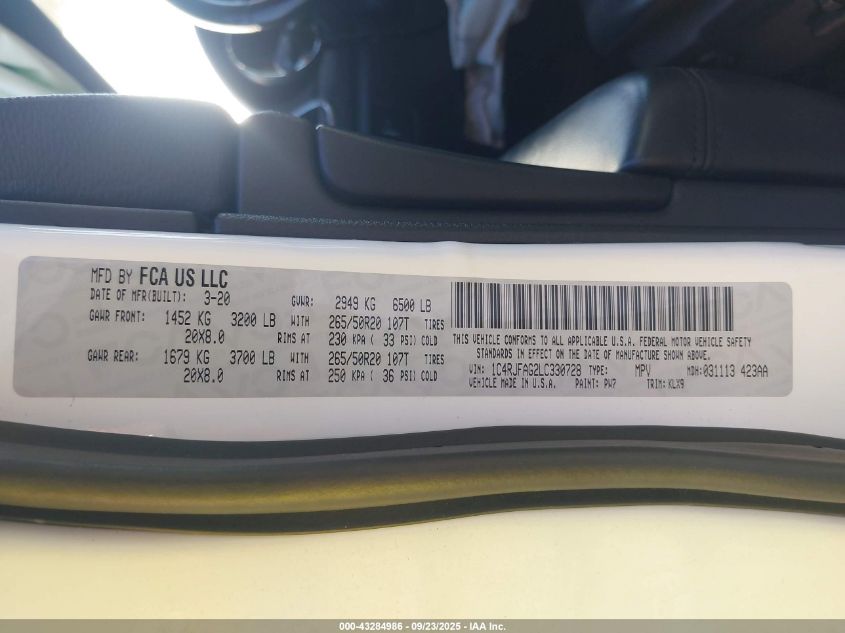 MFD BY FCA US LLC
DATE OF MFR(BUILT): 3-20 GVWR: 2949 KG 6500 LB
GAWR FRONT: 1452 KG 3200 LB WITH 265/50R20 107T TIRES
20X8.0 RIMS AT 230 KPA ( 33 PSI) COLD
GAWR REAR: 1679 KG 3700 LB WITH 265/50R20 107T TIRES
20X8.0 RIMS AT 250 KPA ( 36 PSI) COLD
THIS VEHICLE CONFORMS TO ALL APPLICABLE U.S.A. FEDERAL MOTOR VEHICLE SAFETY
STANDARDS IN EFFECT ON THE DATE OF MANUFACTURE SHOWN ABOVE.
VIN: 1C4RJFAG2LC330728 TYPE: MPV MDH: 031113 423AA
VEHICLE MADE IN U.S.A. PAINT: PW7 TRIM: KLX9
000-43284986 - 09/23/2025 - IAA Inc.